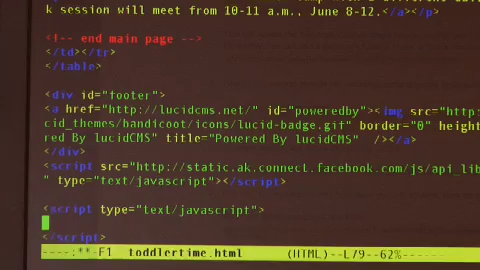 k session will meet from 10-11 a.m., June 8-12.</a></p>
<!-- end main page -->
</td></tr>
</table>
<div id="footer">
<a href="http://lucidcms.net/" id="poweredby"><img src="http:
cid_themes/handicoot/icons/lucid-badge.gif" border="0" height
red By lucidCMS" title="Powered By lucidCMS"  /></a>
</div>
<script src="http://static.ak.connect.facebook.com/js/api_lib
" type="text/javascript"></script>
<script type="text/javascript">
</script>
----:**-F1  toddlertime.html  (HTML)--L79--62%--------